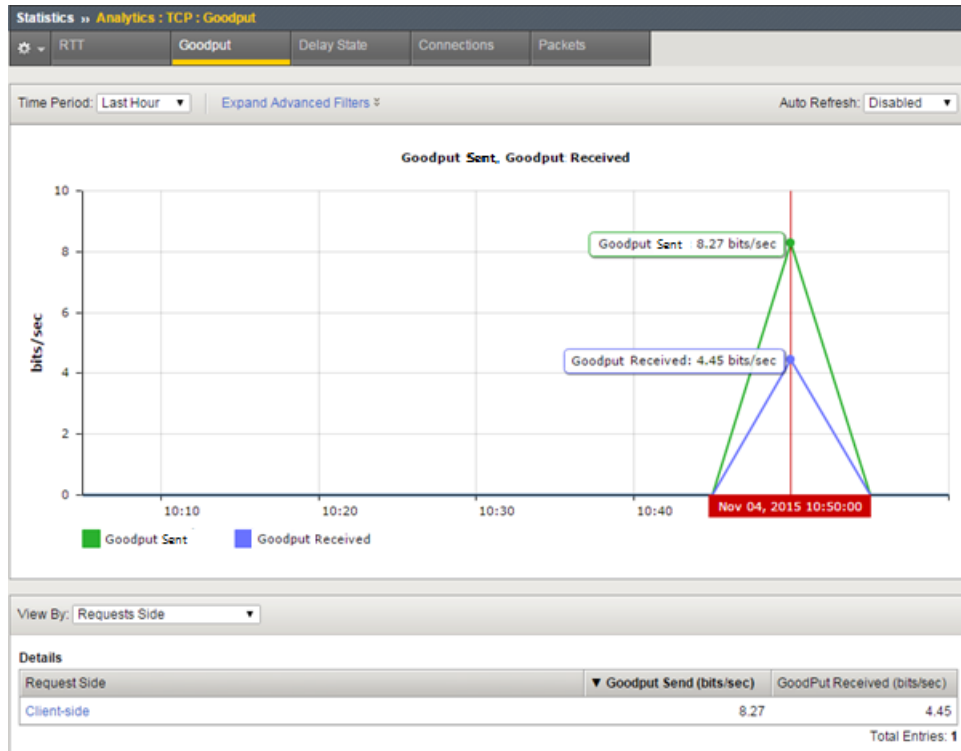 Statistics ›› Analytics : TCP : Goodput
RTT Goodput Delay State Connections Packets
Time Period: Last Hour Expand Advanced Filters Auto Refresh: Disabled
Goodput Sent, Goodput Received
bits/sec
10
8
6
4
2
0
Goodput Sent 8.27 bits/sec
Goodput Received: 4.45 bits/sec
10:10 10:20 10:30 10:40 Nov 04, 2015 10:50:00
Goodput Sent Goodput Received
View By: Requests Side
Details
Request Side ▼ Goodput Send (bits/sec) GoodPut Received (bits/sec)
Client-side 8.27 4.45
Total Entries: 1